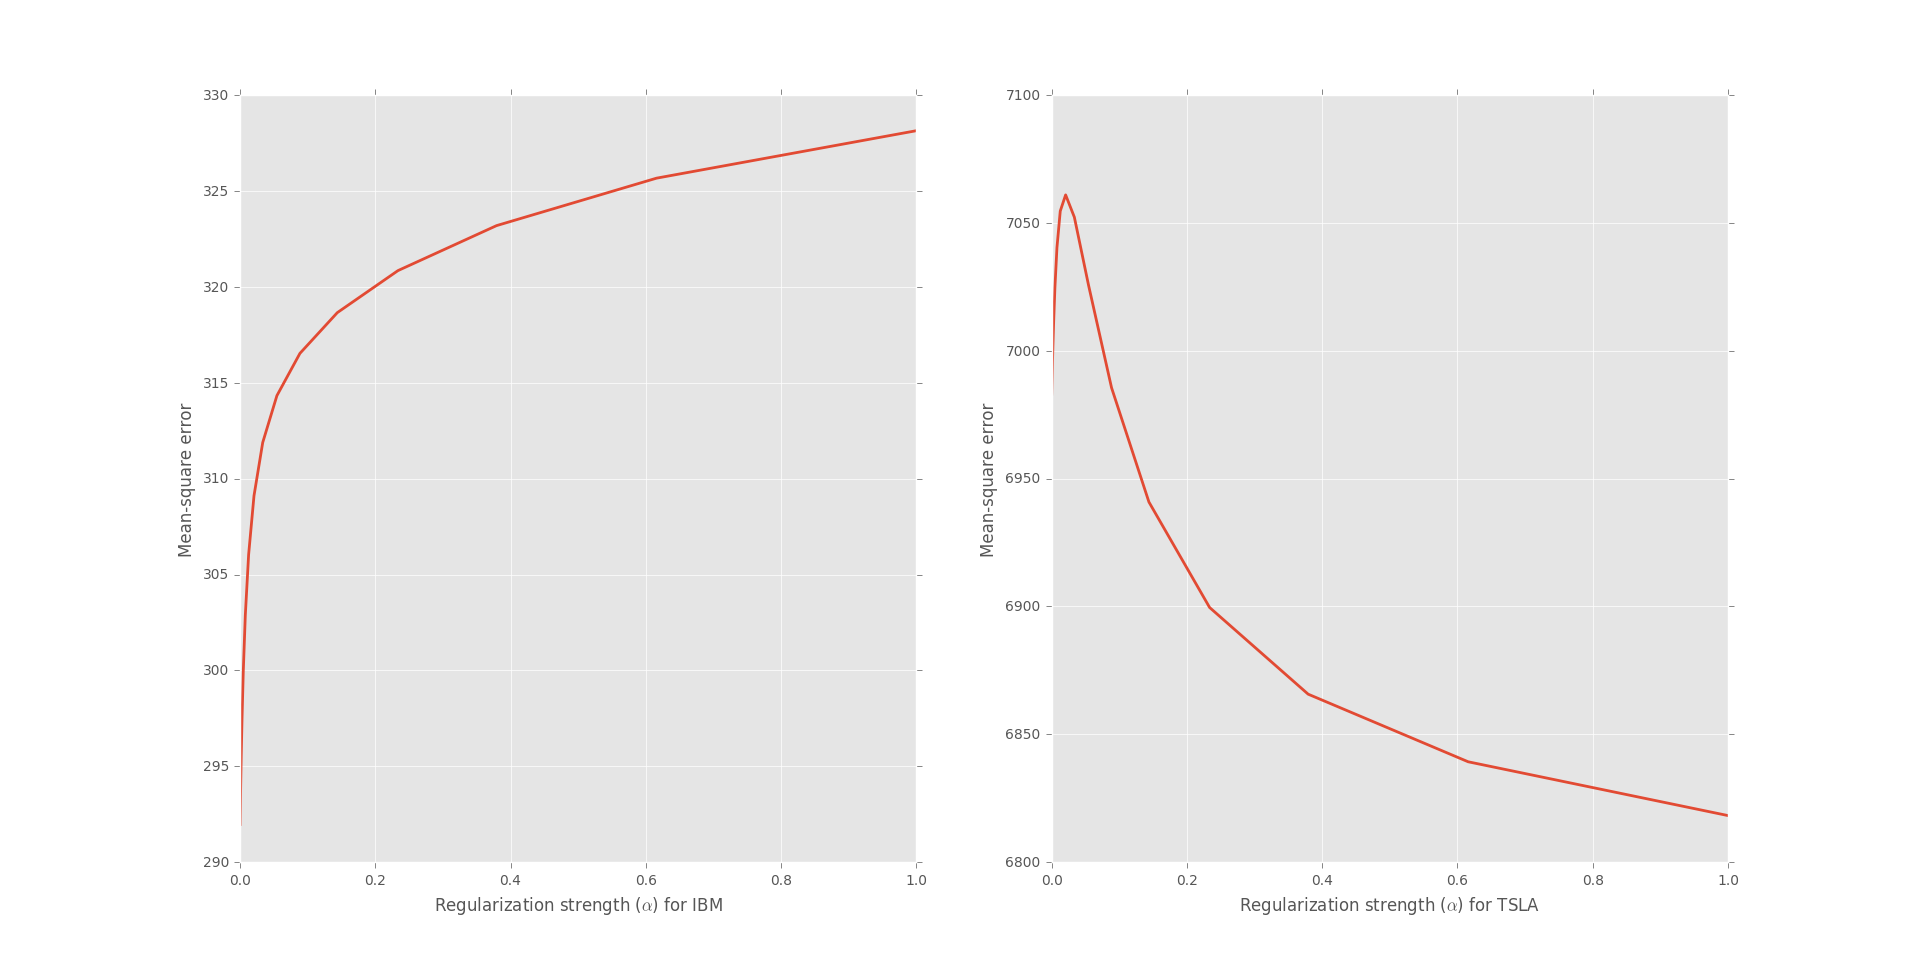 330
325
320
315
310
305
300
295
290
Mean-square error
0.0 0.2 0.4 0.6 0.8 1.0
Regularization strength (α) for IBM
7100
7050
7000
6950
6900
6850
6800
Mean-square error
0.0 0.2 0.4 0.6 0.8 1.0
Regularization strength (α) for TSLA